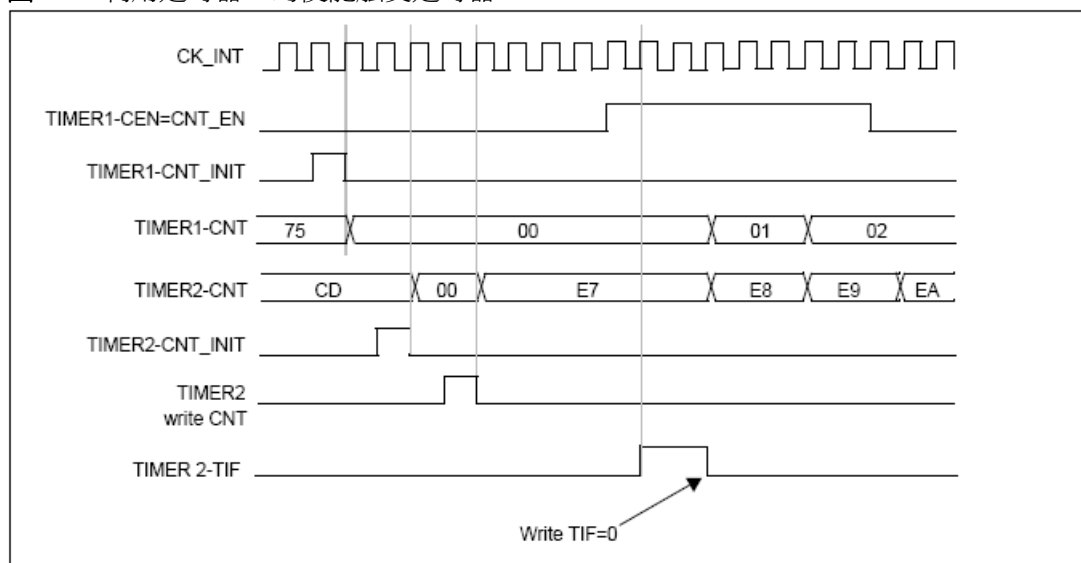 CK_INT
TIMER1-CEN=CNT_EN
TIMER1-CNT_INIT
TIMER1-CNT 75 00 01 02
TIMER2-CNT CD 00 E7 E8 E9 EA
TIMER2-CNT_INIT
TIMER2
write CNT
TIMER 2-TIF
Write TIF=0